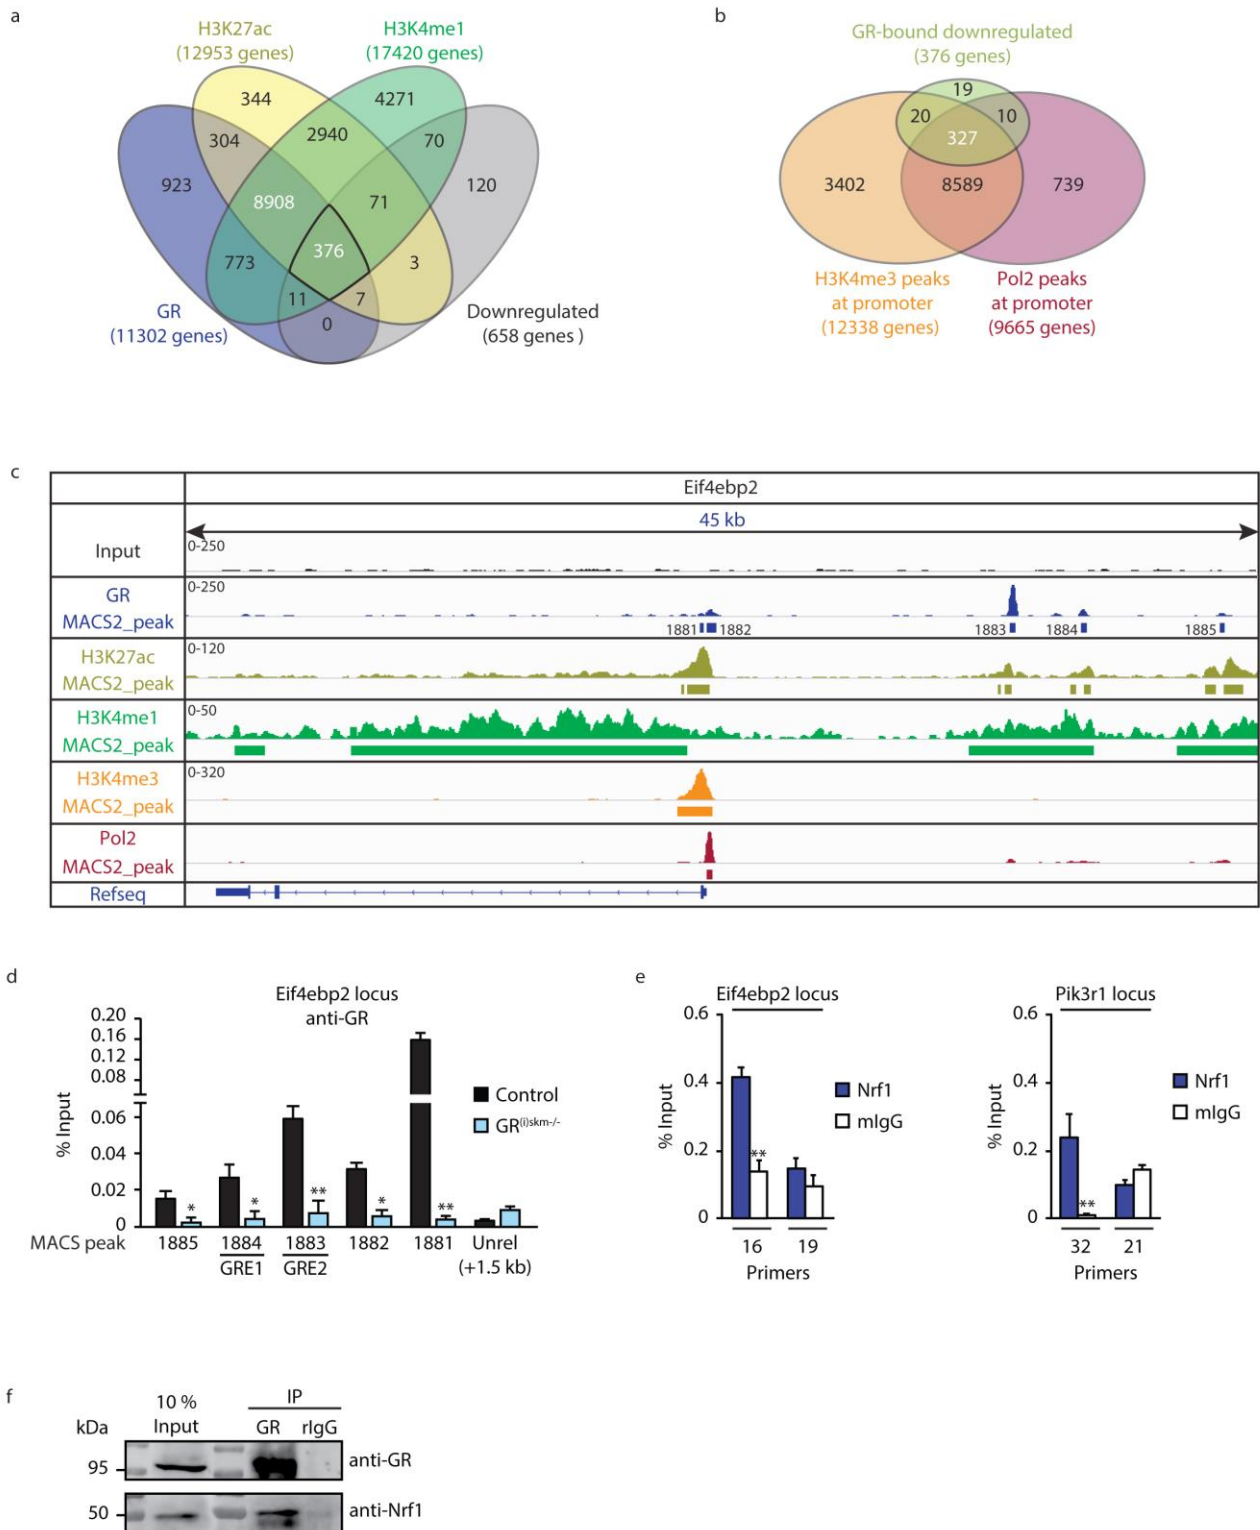 a
H3K27ac
(12953 genes)
H3K4me1
(17420 genes)
344
4271
304
2940
70
923
8908
71
120
773
376
3
11
7
0
GR
(11302 genes)
Downregulated
(658 genes )
b
GR-bound downregulated
(376 genes)
19
20
10
327
3402
8589
739
H3K4me3 peaks
at promoter
(12338 genes)
Pol2 peaks
at promoter
(9665 genes)
c
Eif4ebp2
45 kb
Input
0-250
GR
MACS2_peak
0-250
1881
1882
1883
1884
1885
H3K27ac
MACS2_peak
0-120
H3K4me1
MACS2_peak
0-50
H3K4me3
MACS2_peak
0-320
Pol2
MACS2_peak
Refseq
d
Eif4ebp2 locus
anti-GR
% Input
0.20
0.16
0.12
0.08
0.06
0.04
0.02
0
Control
GR(i)skm-/-
*
*
**
*
**
MACS peak
1885
1884
1883
1882
1881
Unrel
(+1.5 kb)
GRE1
GRE2
e
Eif4ebp2 locus
% Input
0.6
0.4
0.2
0
**
Nrf1
mIgG
16
19
Primers
Pik3r1 locus
% Input
0.6
0.4
0.2
0
**
Nrf1
mIgG
32
21
Primers
f
kDa
10 %
Input
IP
GR
rIgG
95
anti-GR
50
anti-Nrf1